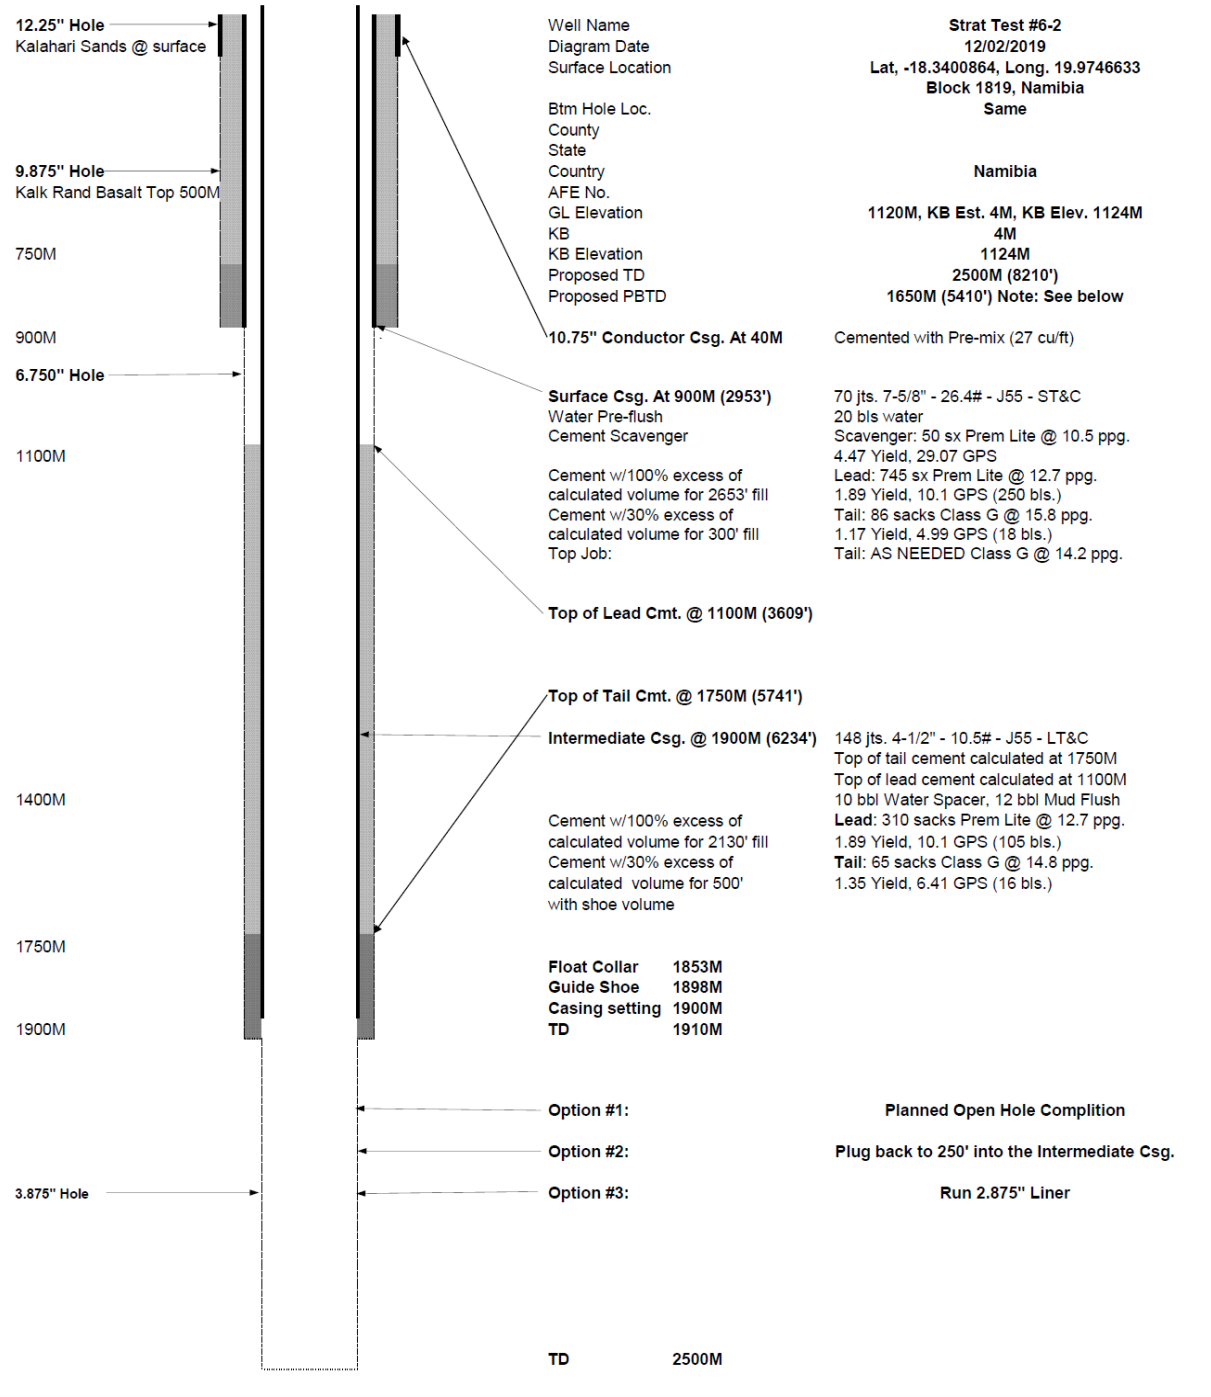 12.25" Hole
Kalahari Sands @ surface
9.875" Hole
Kalk Rand Basalt Top 500M
750M
900M
6.750" Hole
1100M
1400M
1750M
1900M
3.875" Hole
Well Name Strat Test #6-2
Diagram Date 12/02/2019
Surface Location Lat, -18.3400864, Long. 19.9746633
Block 1819, Namibia
Btm Hole Loc. Same
County
State
Country Namibia
AFE No.
GL Elevation 1120M, KB Est. 4M, KB Elev. 1124M
KB 4M
KB Elevation 1124M
Proposed TD 2500M (8210')
Proposed PBTD 1650M (5410') Note: See below
10.75" Conductor Csg. At 40M Cemented with Pre-mix (27 cu/ft)
Surface Csg. At 900M (2953') 70 jts. 7-5/8" - 26.4# - J55 - ST&C
Water Pre-flush 20 bls water
Cement Scavenger Scavenger: 50 sx Prem Lite @ 10.5 ppg.
4.47 Yield, 29.07 GPS
Cement w/100% excess of Lead: 745 sx Prem Lite @ 12.7 ppg.
calculated volume for 2653' fill 1.89 Yield, 10.1 GPS (250 bls.)
Cement w/30% excess of Tail: 86 sacks Class G @ 15.8 ppg.
calculated volume for 300' fill 1.17 Yield, 4.99 GPS (18 bls.)
Top Job: Tail: AS NEEDED Class G @ 14.2 ppg.
Top of Lead Cmt. @ 1100M (3609')
Top of Tail Cmt. @ 1750M (5741')
Intermediate Csg. @ 1900M (6234') 148 jts. 4-1/2" - 10.5# - J55 - LT&C
Top of tail cement calculated at 1750M
Top of lead cement calculated at 1100M
10 bbl Water Spacer, 12 bbl Mud Flush
Cement w/100% excess of Lead: 310 sacks Prem Lite @ 12.7 ppg.
calculated volume for 2130' fill 1.89 Yield, 10.1 GPS (105 bls.)
Cement w/30% excess of Tail: 65 sacks Class G @ 14.8 ppg.
calculated volume for 500' 1.35 Yield, 6.41 GPS (16 bls.)
with shoe volume
Float Collar 1853M
Guide Shoe 1898M
Casing setting 1900M
TD 1910M
Option #1: Planned Open Hole Complition
Option #2: Plug back to 250' into the Intermediate Csg.
Option #3: Run 2.875" Liner
TD 2500M